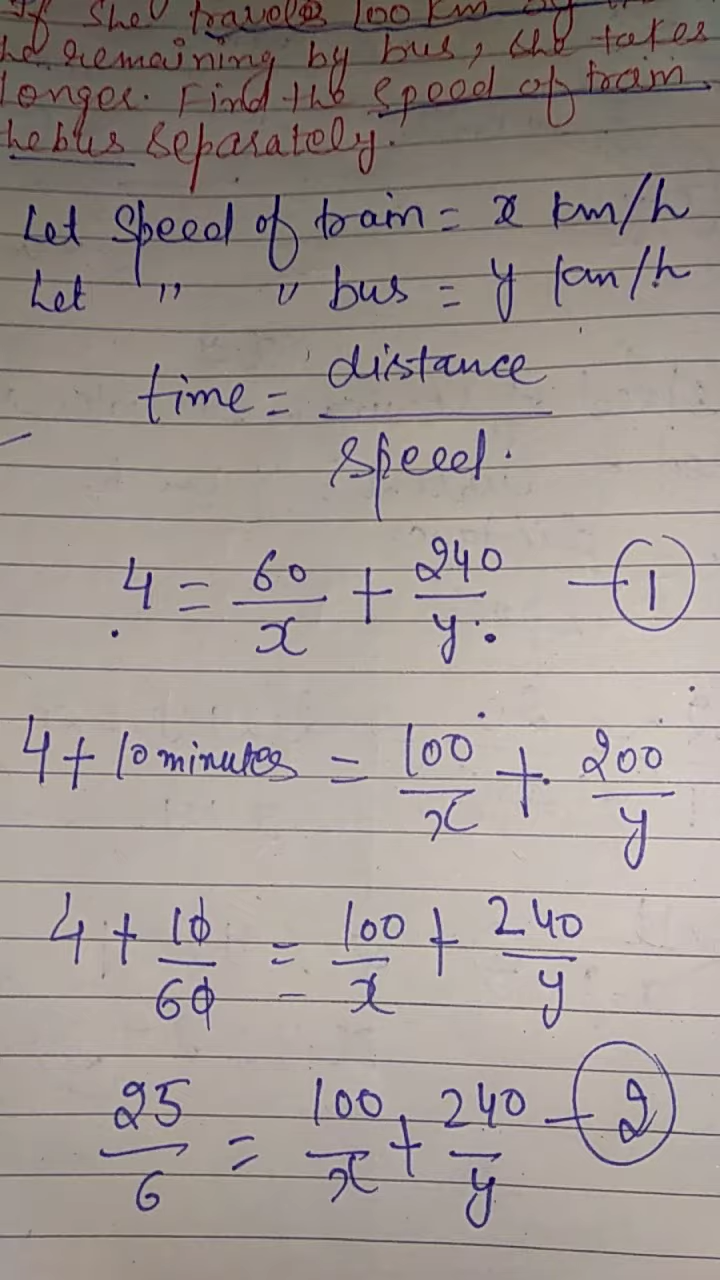 If she travels 100 km
he remaining by bus, she takes
longer. Find the speed of train
he bus separately.
Let speed of train = x km/h
Let " " bus = y km/h
time = distance / speed.
4 = 60/x + 240/y — 1
4 + 10 minutes = 100/x + 200/y
4 + 10/60 = 100/x + 240/y
25/6 = 100/x + 240/y — 2